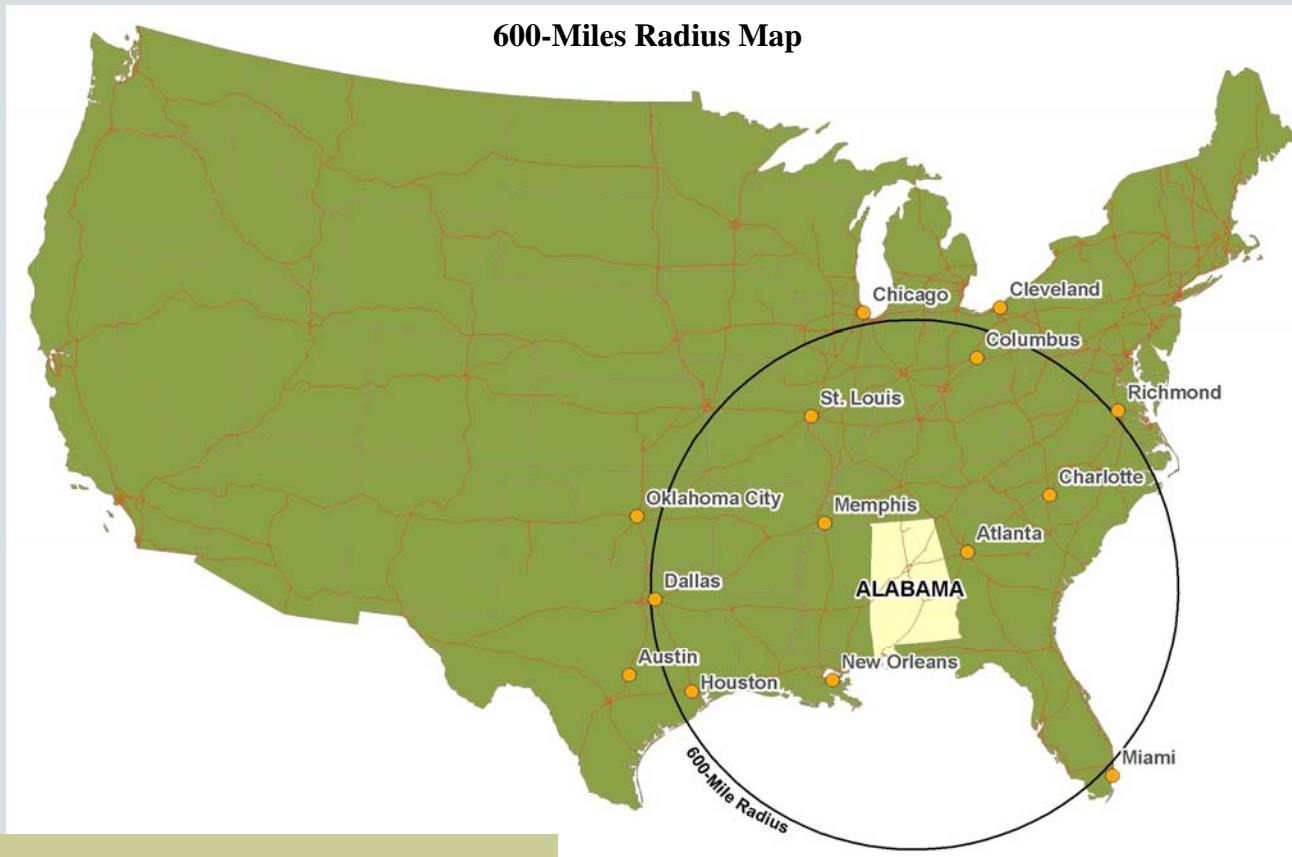 600-Miles Radius Map
Chicago
Cleveland
Columbus
Richmond
St. Louis
Charlotte
Oklahoma City
Memphis
Atlanta
Dallas
ALABAMA
Austin
New Orleans
Houston
Miami
600-Mile Radius